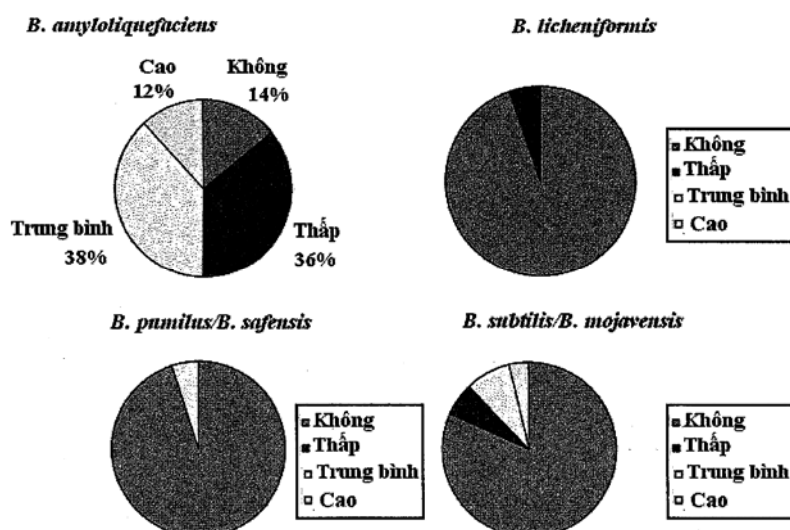 B. amyloliquefaciens
Cao
12%
Không
14%
Trung bình
38%
Thấp
36%
B. licheniformis
Không
Thấp
Trung bình
Cao
B. pumilus/B. safensis
Không
Thấp
Trung bình
Cao
B. subtilis/B. mojavensis
Không
Thấp
Trung bình
Cao